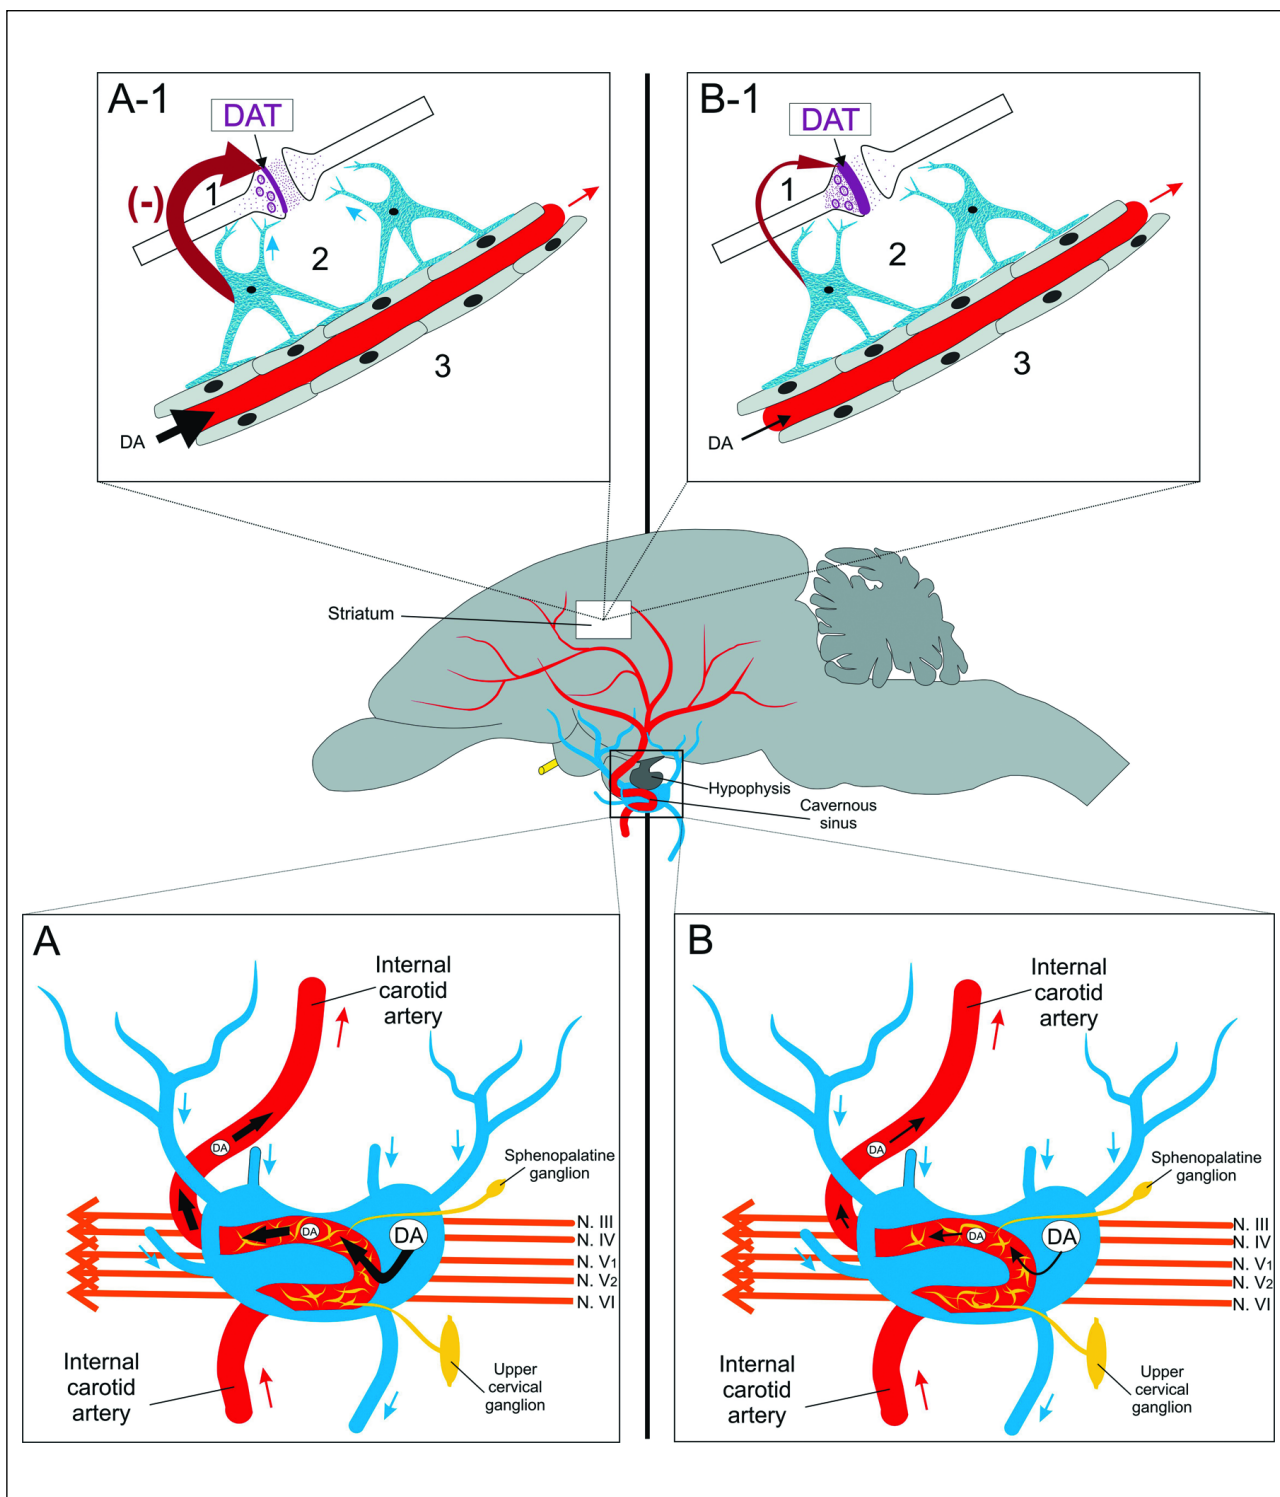 A-1
DAT
(-)
1
2
3
DA
B-1
DAT
1
2
3
DA
Striatum
Hypophysis
Cavernous
sinus
A
Internal
carotid
artery
DA
Sphenopalatine
ganglion
DA
DA
N. III
N. IV
N. V1
N. V2
N. VI
Internal
carotid
artery
Upper
cervical
ganglion
B
Internal
carotid
artery
DA
Sphenopalatine
ganglion
DA
DA
N. III
N. IV
N. V1
N. V2
N. VI
Internal
carotid
artery
Upper
cervical
ganglion